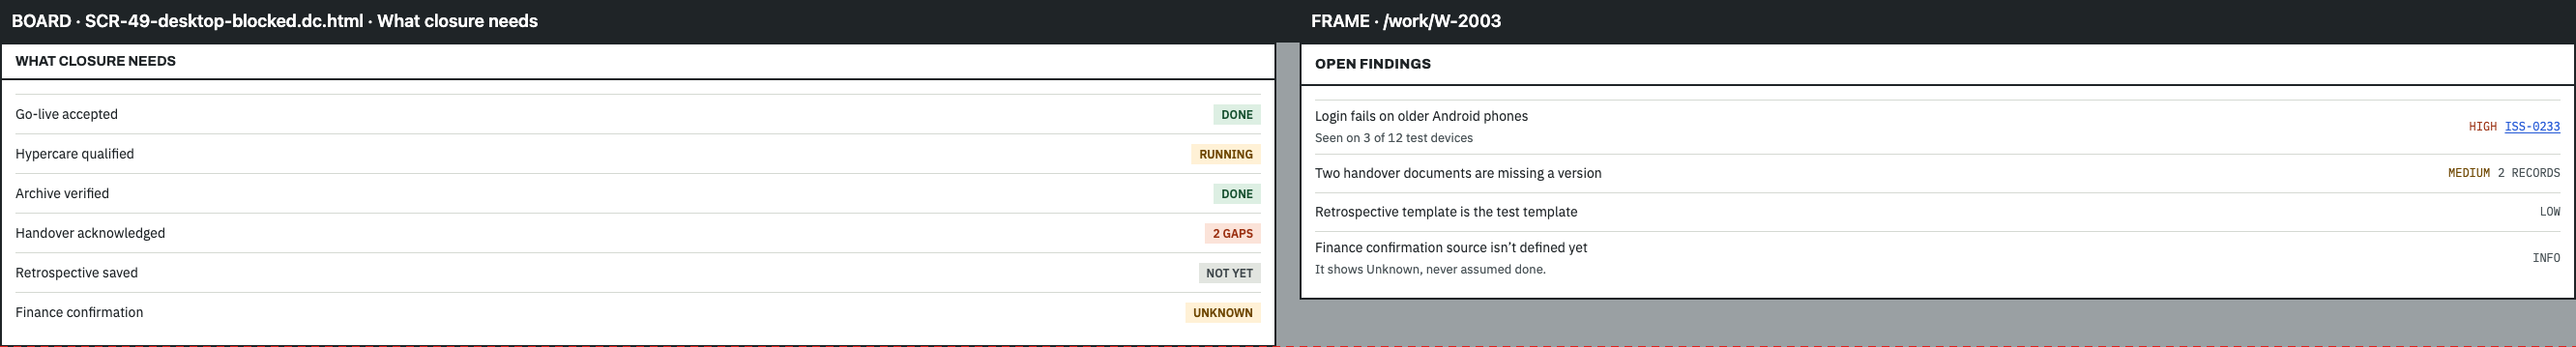 BOARD · SCR-49-desktop-blocked.dc.html · What closure needs
WHAT CLOSURE NEEDS
Go-live accepted DONE
Hypercare qualified RUNNING
Archive verified DONE
Handover acknowledged 2 GAPS
Retrospective saved NOT YET
Finance confirmation UNKNOWN
FRAME · /work/W-2003
OPEN FINDINGS
Login fails on older Android phones
Seen on 3 of 12 test devices
HIGH ISS-0233
Two handover documents are missing a version MEDIUM 2 RECORDS
Retrospective template is the test template LOW
Finance confirmation source isn’t defined yet
It shows Unknown, never assumed done.
INFO